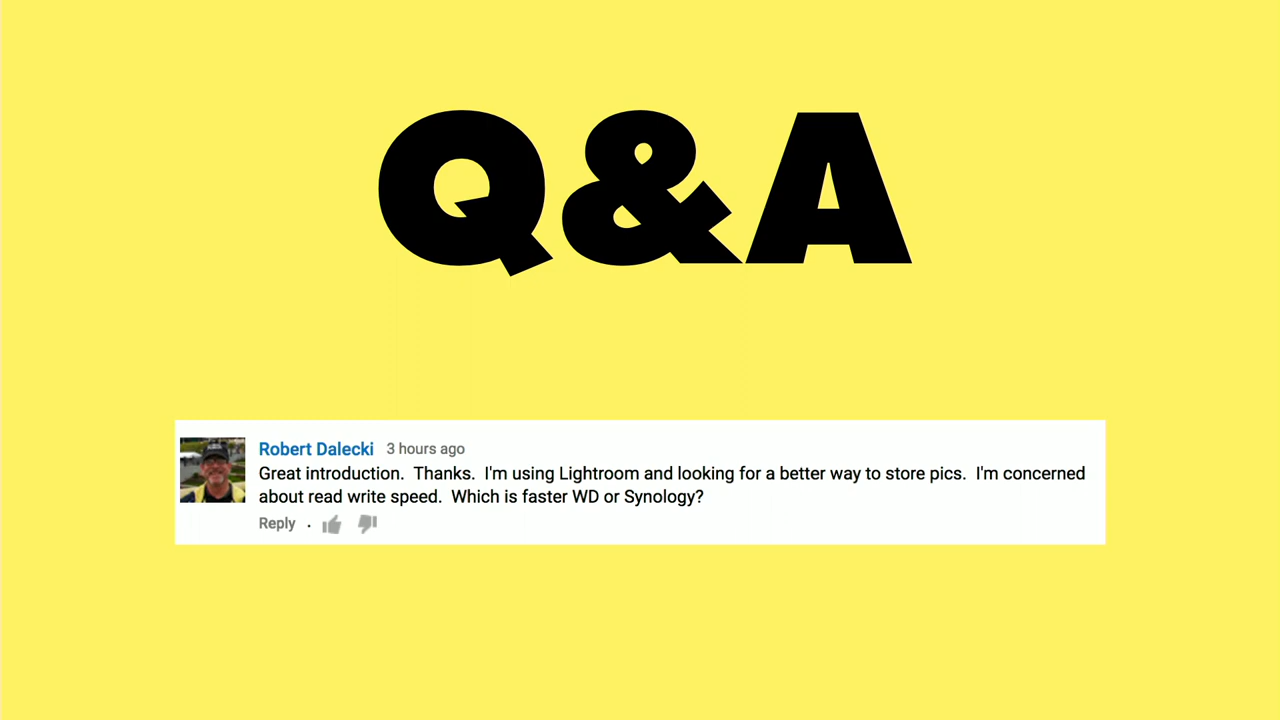 Q&A
Robert Dalecki 3 hours ago
Great introduction.  Thanks.  I'm using Lightroom and looking for a better way to store pics.  I'm concerned
about read write speed.  Which is faster WD or Synology?
Reply ·